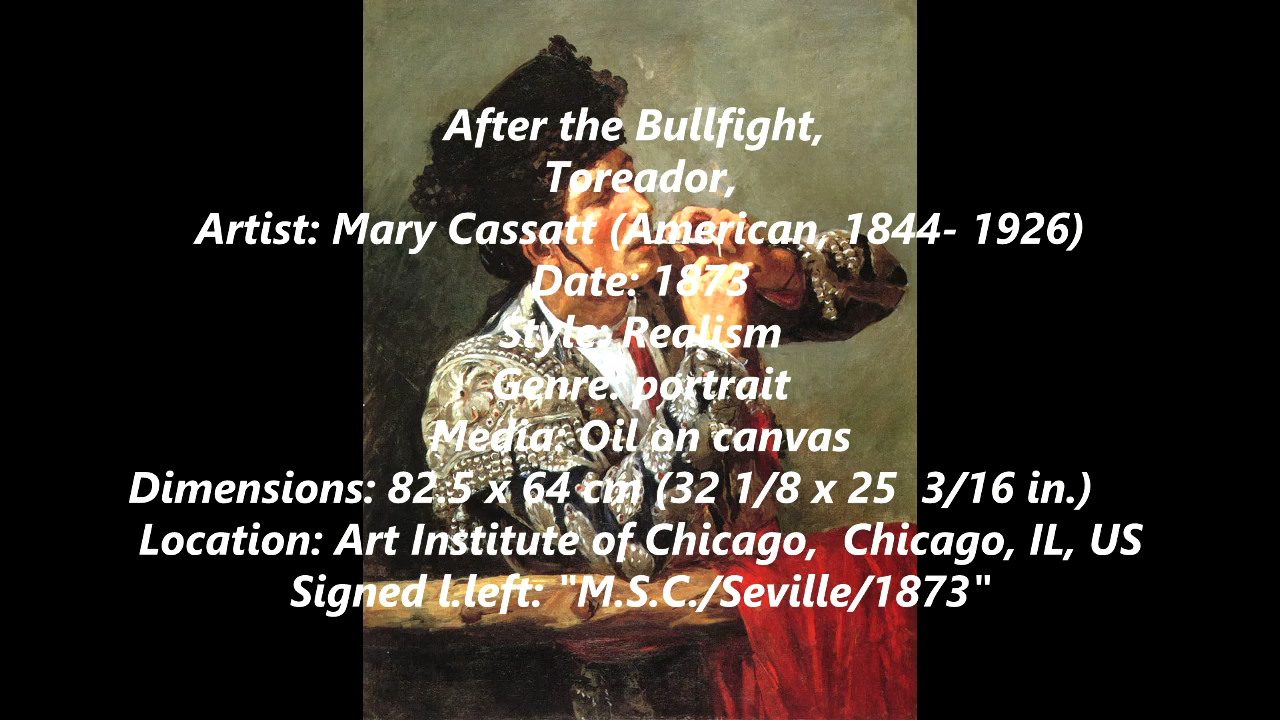 After the Bullfight,
Toreador,
Artist: Mary Cassatt (American, 1844- 1926)
Date: 1873
Style: Realism
Genre: portrait
Media: Oil on canvas
Dimensions: 82.5 x 64 cm (32 1/8 x 25  3/16 in.)
Location: Art Institute of Chicago,  Chicago, IL, US
Signed l.left: "M.S.C./Seville/1873"